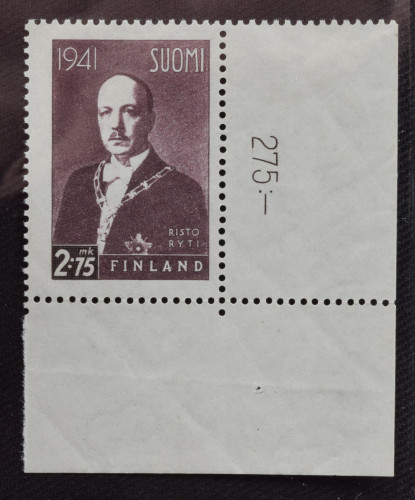 1941 SUOMI
RISTO
RYTI
2:75 mk FINLAND
275:—